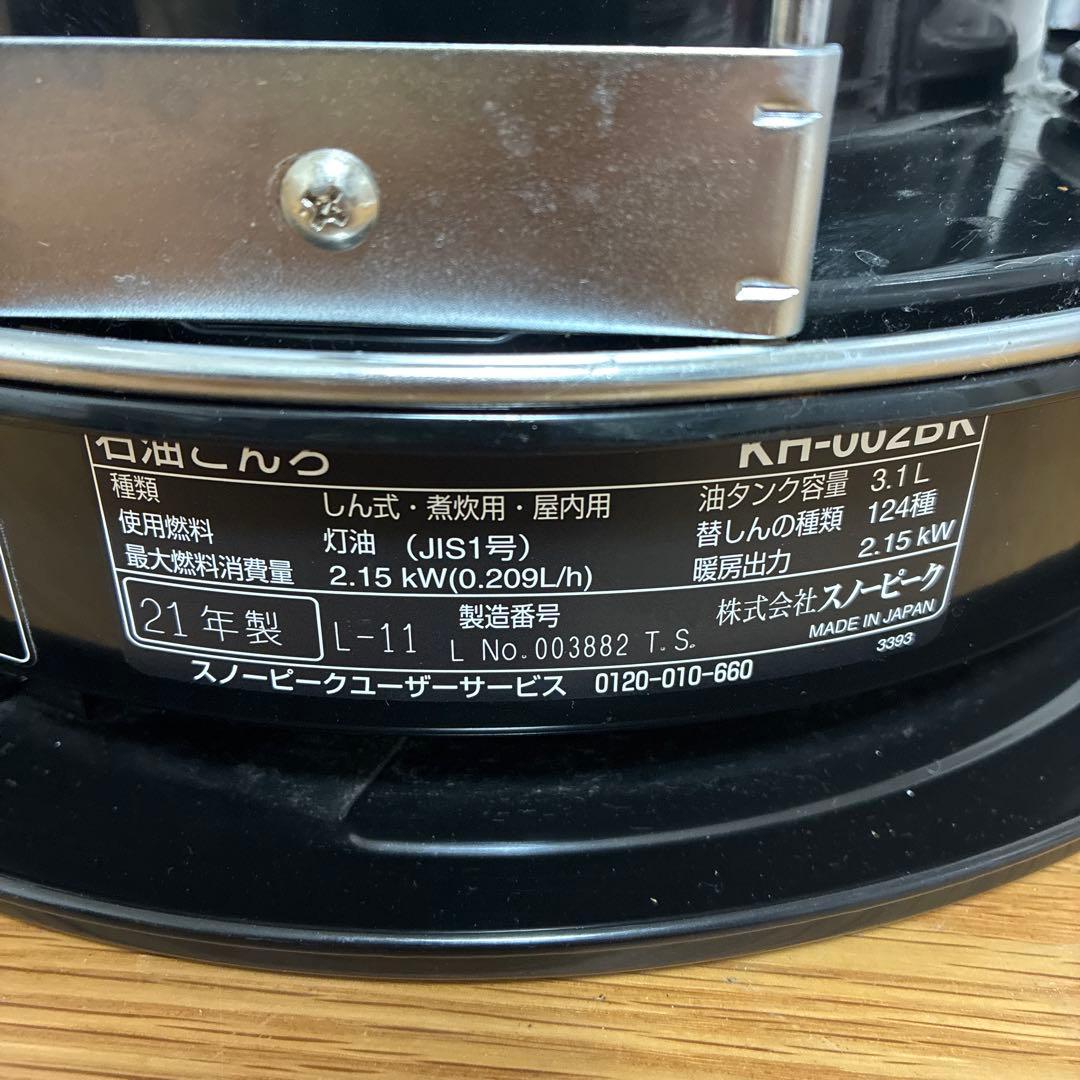 石油こんろ KH-002BK
種類 しん式・煮炊用・屋内用 油タンク容量 3.1L
使用燃料 灯油 (JIS1号) 替しんの種類 124種
最大燃料消費量 2.15 kW(0.209L/h) 暖房出力 2.15 kW
21年製 L-11 製造番号 L No.003882 T.S. 株式会社スノーピーク
MADE IN JAPAN
スノーピークユーザーサービス 0120-010-660 3393